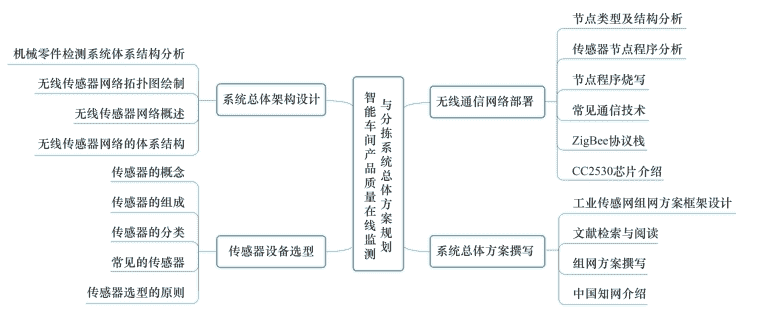 机械零件检测系统体系结构分析
无线传感器网络拓扑图绘制
无线传感器网络概述
无线传感器网络的体系结构
系统总体架构设计
传感器的概念
传感器的组成
传感器的分类
常见的传感器
传感器选型的原则
传感器设备选型
智能车间产品质量在线监测
与分拣系统总体方案规划
无线通信网络部署
节点类型及结构分析
传感器节点程序分析
节点程序烧写
常见通信技术
ZigBee协议栈
CC2530芯片介绍
系统总体方案撰写
工业传感网组网方案框架设计
文献检索与阅读
组网方案撰写
中国知网介绍